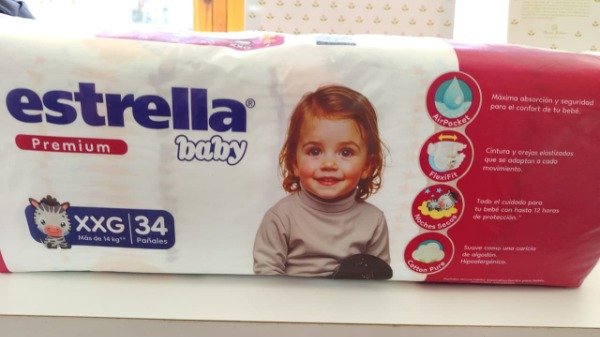 estrella®
Premium
baby
XXG
Más de 14 kg**
34
Pañales
AirPocket
Máxima absorción y seguridad
para el confort de tu bebé.
FlexiFit
Cintura y orejas elastizadas
que se adaptan a cada
movimiento.
Noches Secas
Todo el cuidado para
tu bebé con hasta 12 horas
de protección.*
Cotton Pure
Suave como una caricia
de algodón.
Hipoalergénico.